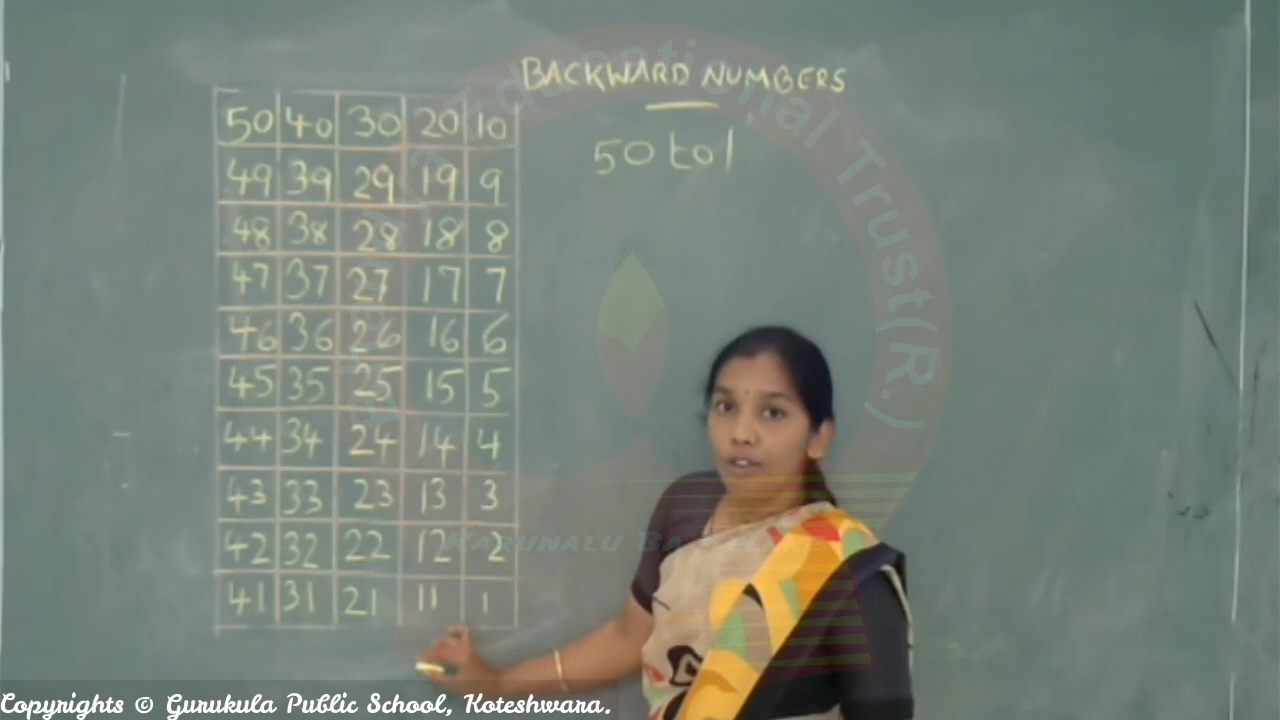 BACKWARD NUMBERS
50 to 1
50 40 30 20 10
49 39 29 19 9
48 38 28 18 8
47 37 27 17 7
46 36 26 16 6
45 35 25 15 5
44 34 24 14 4
43 33 23 13 3
42 32 22 12 2
41 31 21 11 1
Educational Trust(R.)
Copyrights © Gurukula Public School, Koteshwara.